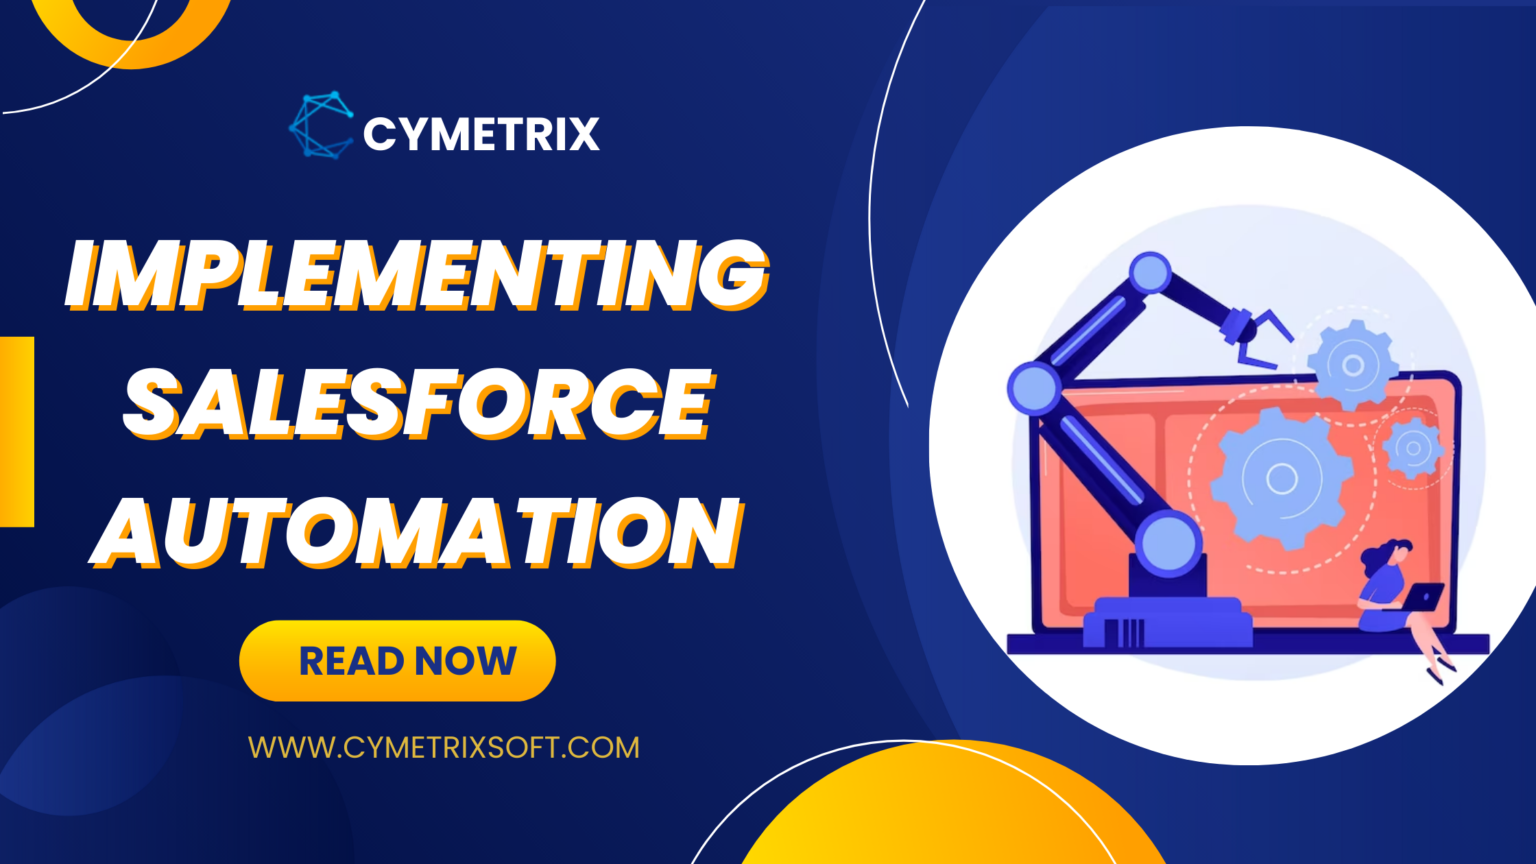 CYMETRIX
IMPLEMENTING
SALESFORCE
AUTOMATION
READ NOW
WWW.CYMETRIXSOFT.COM